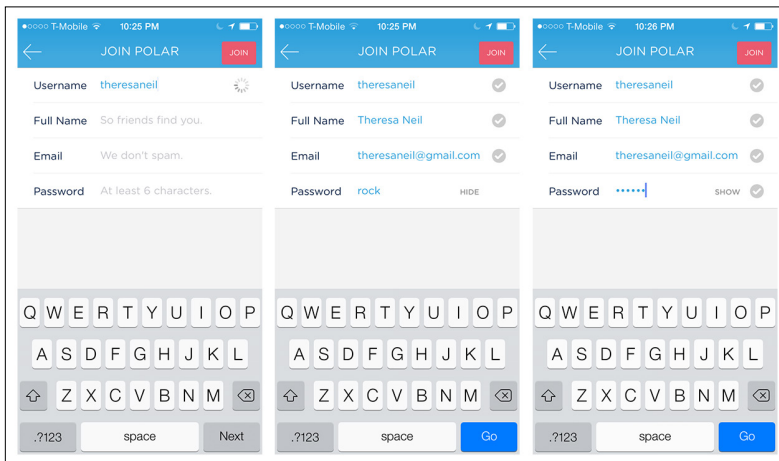 T-Mobile 10:25 PM
JOIN POLAR JOIN
Username theresaneil
Full Name So friends find you.
Email We don't spam.
Password At least 6 characters.
Q W E R T Y U I O P
A S D F G H J K L
Z X C V B N M
.?123 space Next
T-Mobile 10:25 PM
JOIN POLAR JOIN
Username theresaneil
Full Name Theresa Neil
Email theresaneil@gmail.com
Password rock HIDE
Q W E R T Y U I O P
A S D F G H J K L
Z X C V B N M
.?123 space Go
T-Mobile 10:26 PM
JOIN POLAR JOIN
Username theresaneil
Full Name Theresa Neil
Email theresaneil@gmail.com
Password •••••• SHOW
Q W E R T Y U I O P
A S D F G H J K L
Z X C V B N M
.?123 space Go